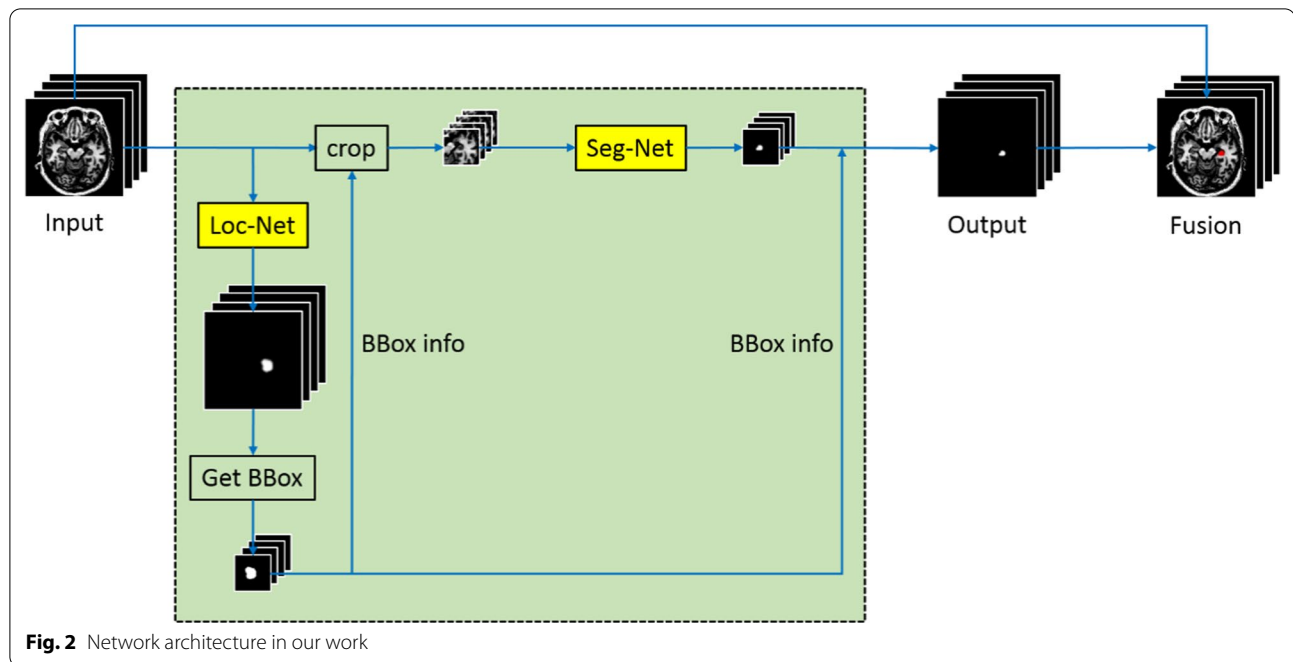 Input
crop
Seg-Net
Output
Fusion
Loc-Net
BBox info
BBox info
Get BBox
Fig. 2 Network architecture in our work